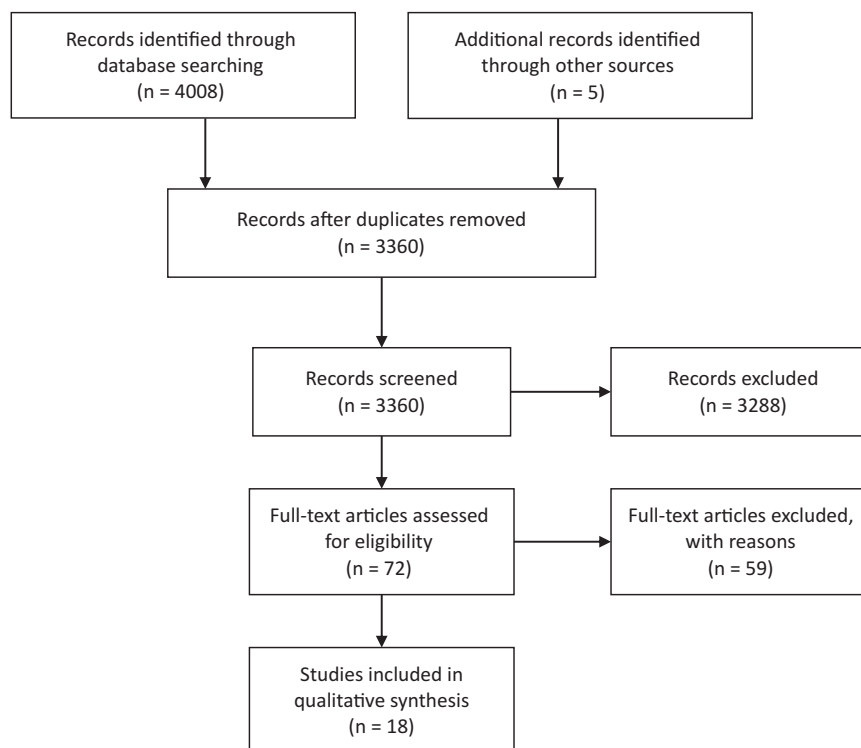 Records identified through
database searching
(n = 4008)
Additional records identified
through other sources
(n = 5)
Records after duplicates removed
(n = 3360)
Records screened
(n = 3360)
Records excluded
(n = 3288)
Full-text articles assessed
for eligibility
(n = 72)
Full-text articles excluded,
with reasons
(n = 59)
Studies included in
qualitative synthesis
(n = 18)